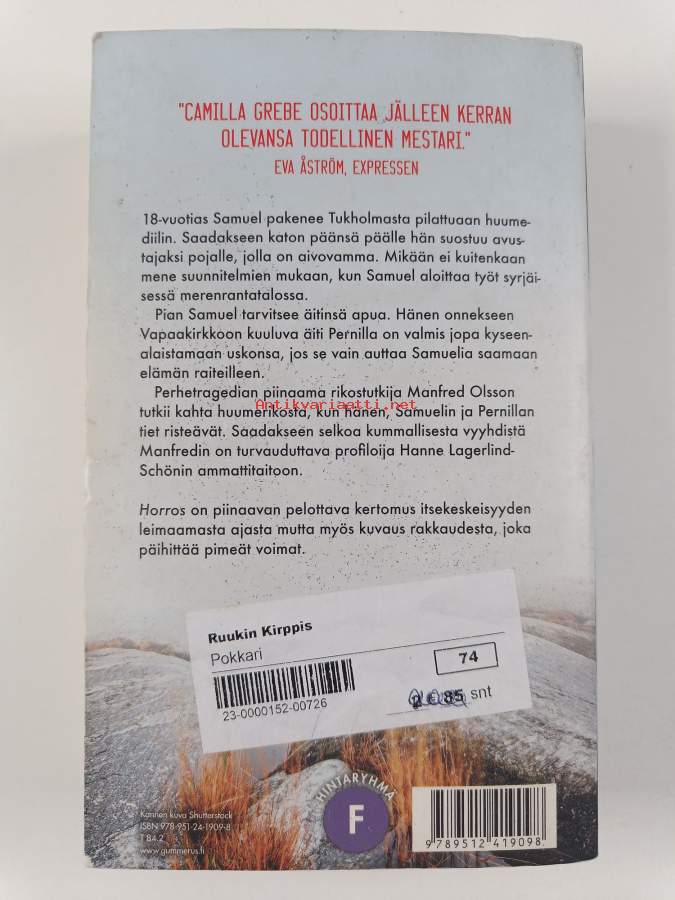 "CAMILLA GREBE OSOITTAA JÄLLEEN KERRAN
OLEVANSA TODELLINEN MESTARI."
EVA ÅSTRÖM, EXPRESSEN
18-vuotias Samuel pakenee Tukholmasta pilattuaan huume-
diilin. Saadakseen katon päänsä päälle hän suostuu avus-
tajaksi pojalle, jolla on aivovamma. Mikään ei kuitenkaan
mene suunnitelmien mukaan, kun Samuel aloittaa työt syrjäi-
sessä merenrantatalossa.
Pian Samuel tarvitsee äitinsä apua. Hänen onnekseen
Vapaakirkkoon kuuluva äiti Pernilla on valmis jopa kyseen-
alaistamaan uskonsa, jos se vain auttaa Samuelia saamaan
elämän raiteilleen.
Perhetragedian piinaama rikostutkija Manfred Olsson
Antikvariaatti.net
tutkii kahta huumerikosta, kun hänen, Samuelin ja Pernillan
tiet risteävät. Saadakseen selkoa kummallisesta vyyhdistä
Manfredin on turvauduttava profiloija Hanne Lagerlind-
Schönin ammattitaitoon.
Horros on piinaavan pelottava kertomus itsekeskeisyyden
leimaamasta ajasta mutta myös kuvaus rakkaudesta, joka
päihittää pimeät voimat.
Ruukin Kirppis
Pokkari
74
23-0000152-00726
2 € 85 snt
HINTARYHMÄ
F
Kannen kuva Shutterstock
ISBN 978-951-24-1909-8
T 84.2
www.gummerus.fi
9789512419098